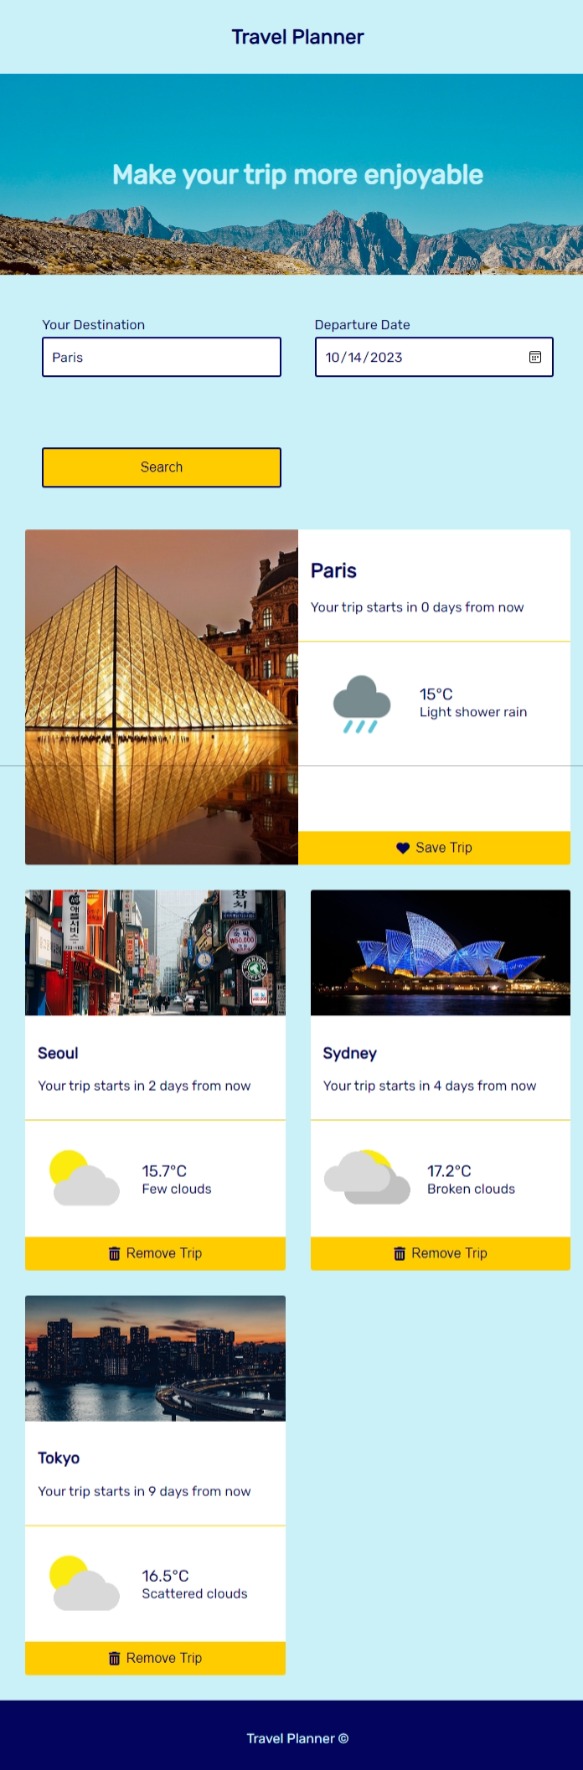 Travel Planner
Make your trip more enjoyable
Your Destination
Departure Date
Paris
10/14/2023
Search
Paris
Your trip starts in 0 days from now
15°C
Light shower rain
Save Trip
Seoul
Your trip starts in 2 days from now
15.7°C
Few clouds
Remove Trip
Sydney
Your trip starts in 4 days from now
17.2°C
Broken clouds
Remove Trip
Tokyo
Your trip starts in 9 days from now
16.5°C
Scattered clouds
Remove Trip
Travel Planner ©